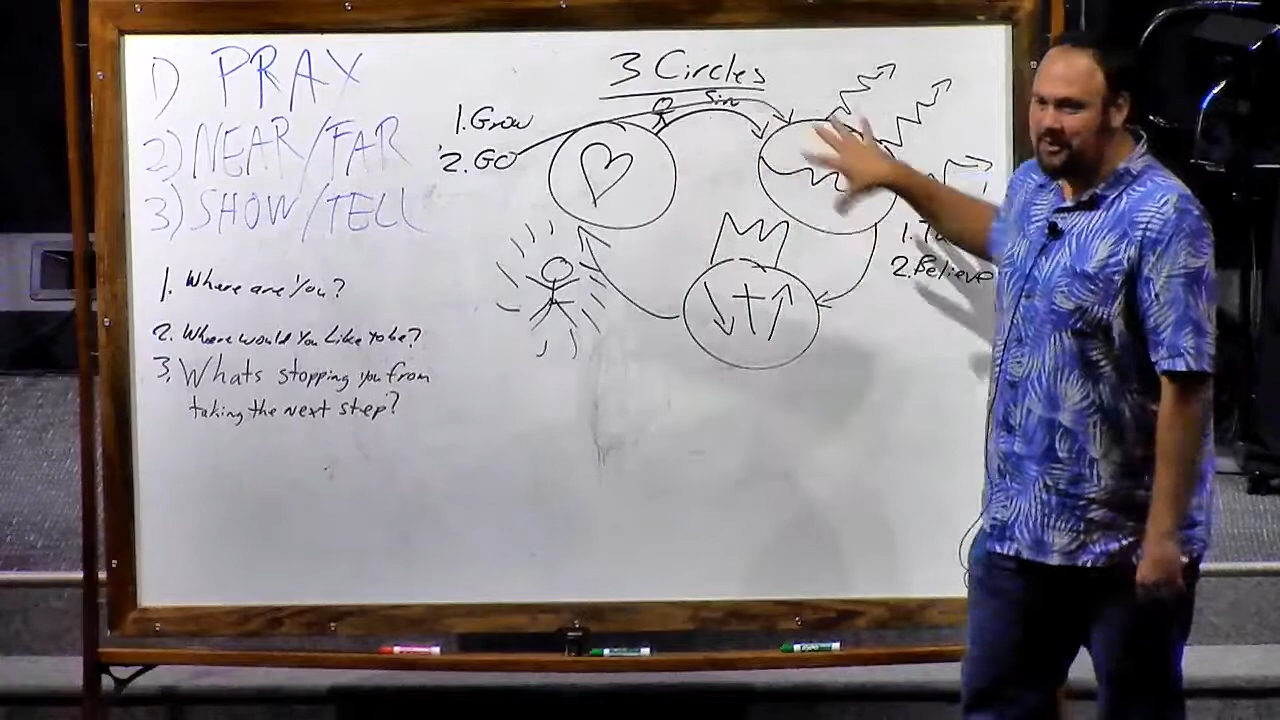 1) PRAY
2) NEAR/FAR
3) SHOW/TELL
1. Where are You?
2. Where would You Like to be?
3. Whats stopping you from
taking the next step?
3 Circles
Sin
1. Grow
2. GO
1.
2. Believe